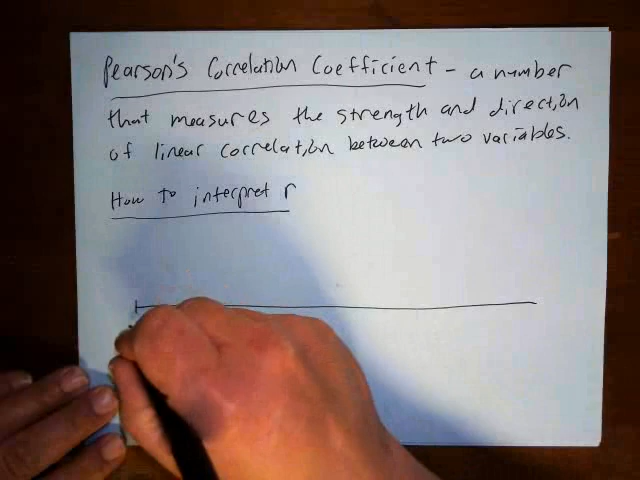 Pearson's Correlation Coefficient - a number
that measures the strength and direction
of linear correlation between two variables.
How to interpret r